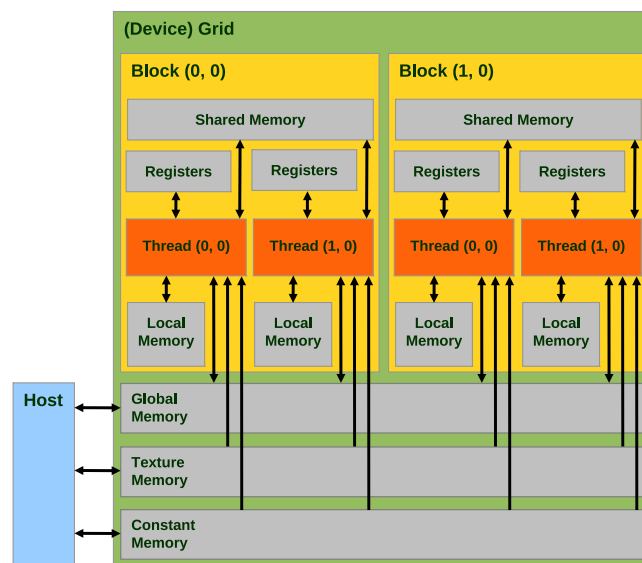 (Device) Grid
Block (0, 0)
Block (1, 0)
Shared Memory
Shared Memory
Registers
Registers
Registers
Registers
Thread (0, 0)
Thread (1, 0)
Thread (0, 0)
Thread (1, 0)
Local
Memory
Local
Memory
Local
Memory
Local
Memory
Host
Global
Memory
Texture
Memory
Constant
Memory